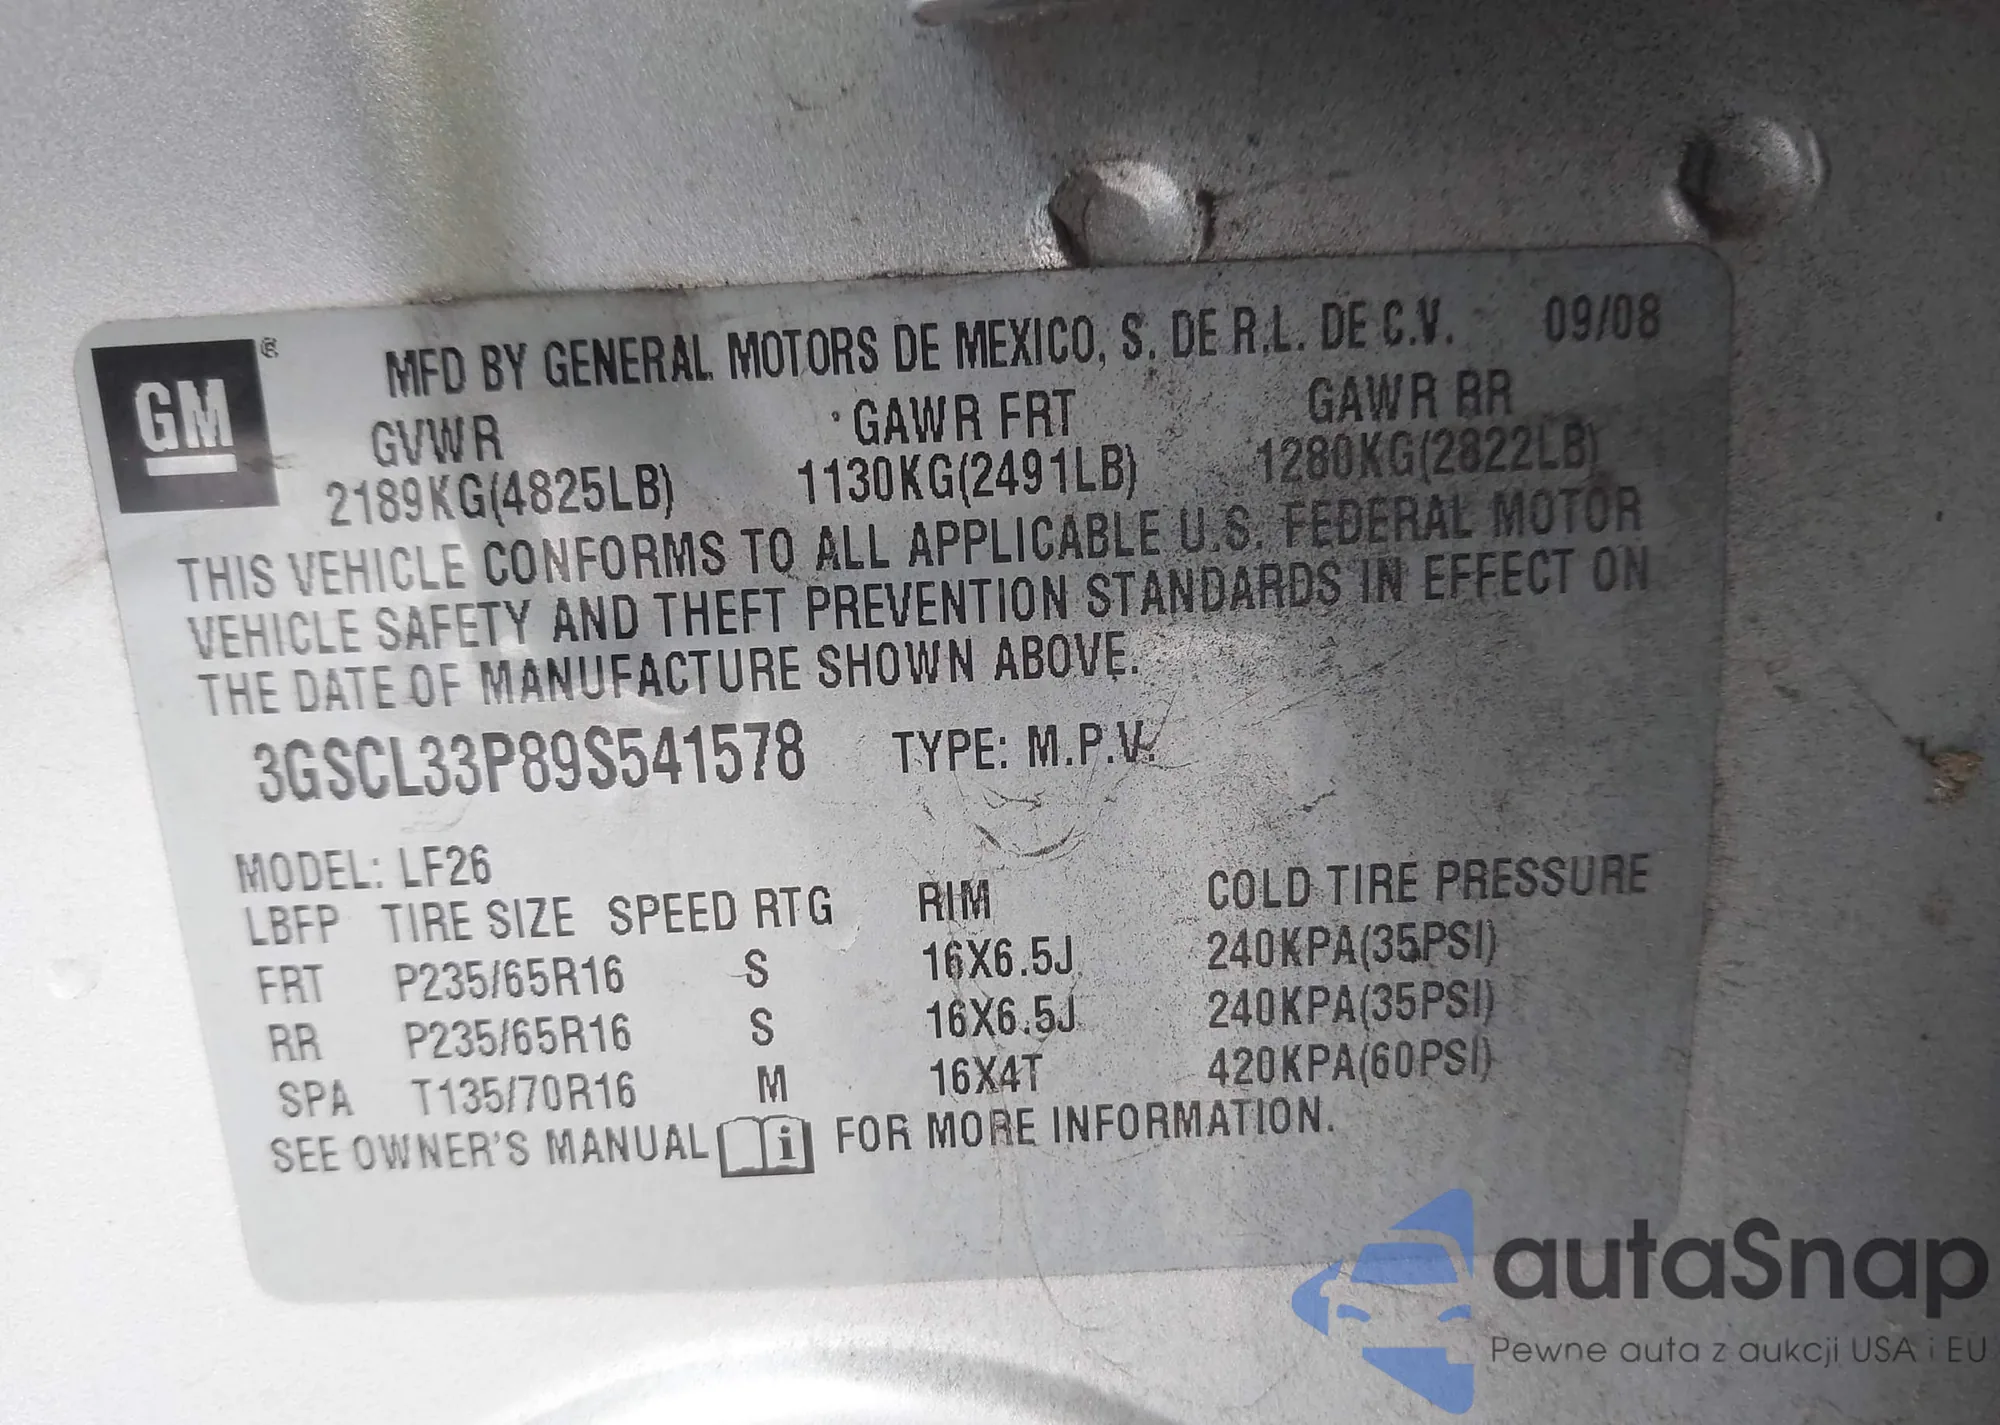 GM ®
MFD BY GENERAL MOTORS DE MEXICO, S. DE R.L. DE C.V. 09/08
GVWR GAWR FRT GAWR RR
2189KG(4825LB) 1130KG(2491LB) 1280KG(2822LB)
THIS VEHICLE CONFORMS TO ALL APPLICABLE U.S. FEDERAL MOTOR
VEHICLE SAFETY AND THEFT PREVENTION STANDARDS IN EFFECT ON
THE DATE OF MANUFACTURE SHOWN ABOVE.
3GSCL33P89S541578 TYPE: M.P.V.
MODEL: LF26
LBFP TIRE SIZE SPEED RTG RIM COLD TIRE PRESSURE
FRT P235/65R16 S 16X6.5J 240KPA(35PSI)
RR P235/65R16 S 16X6.5J 240KPA(35PSI)
SPA T135/70R16 M 16X4T 420KPA(60PSI)
SEE OWNER'S MANUAL i FOR MORE INFORMATION.
autaSnap
Pewne auta z aukcji USA i EU